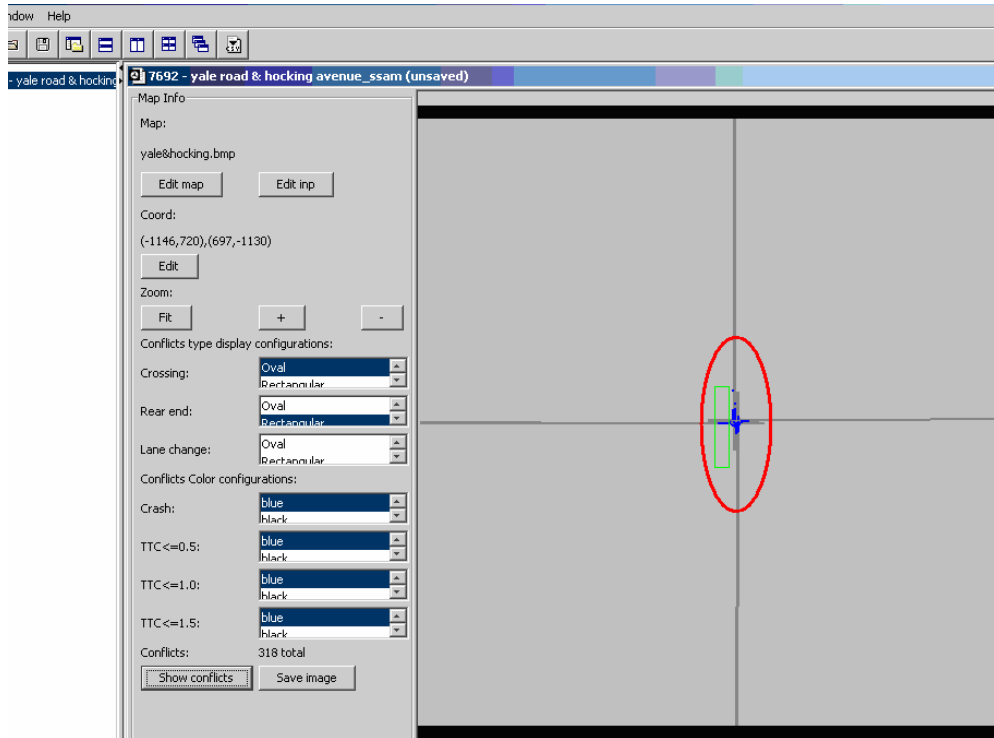 Help
- yale road & hocking
7692 - yale road & hocking avenue_ssam (unsaved)
Map Info
Map:
yale&hocking.bmp
Edit map Edit inp
Coord:
(-1146,720),(697,-1130)
Edit
Zoom:
Fit + -
Conflicts type display configurations:
Crossing: Oval
Rectangular
Rear end: Oval
Rectangular
Lane change: Oval
Rectangular
Conflicts Color configurations:
Crash: blue
black
TTC<=0.5: blue
black
TTC<=1.0: blue
black
TTC<=1.5: blue
black
Conflicts: 318 total
Show conflicts Save image